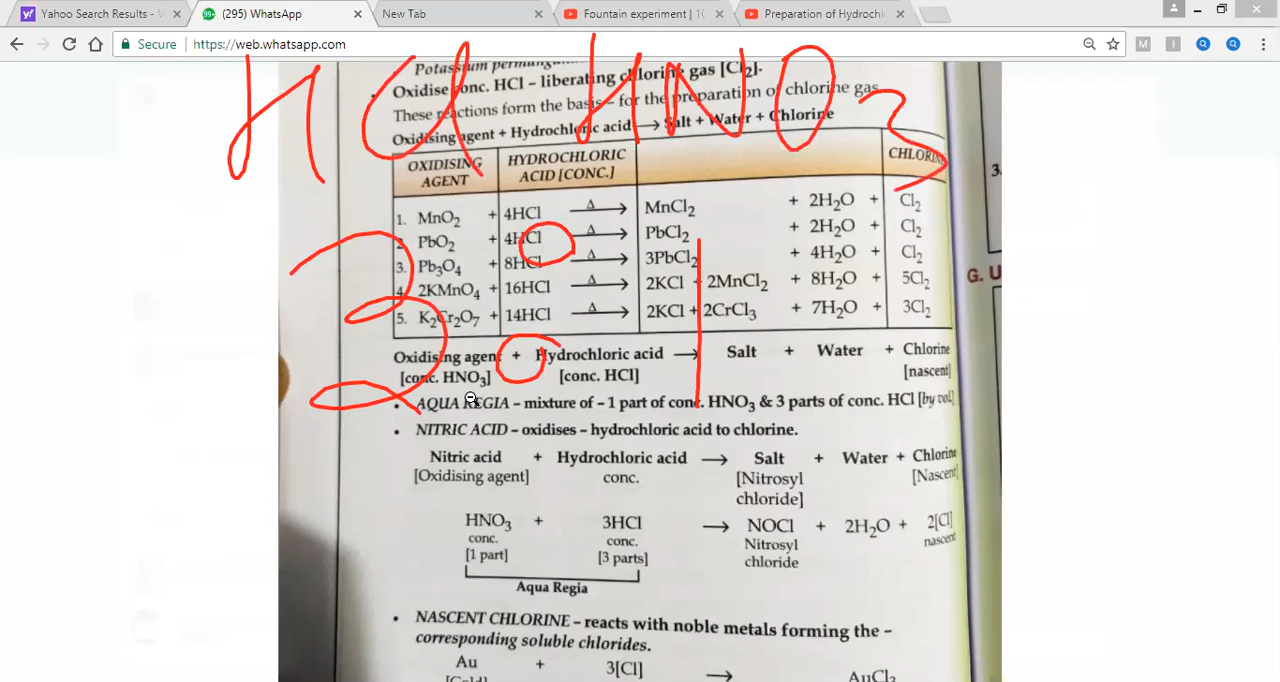 Yahoo Search Results -
(295) WhatsApp
New Tab
Fountain experiment | 10
Preparation of Hydrochl
Secure
https://web.whatsapp.com
Potassium
Oxidise conc. HCl – liberating chlorine gas [Cl₂].
These reactions form the basis – for the preparation of chlorine gas
Oxidising agent + Hydrochloric acid → Salt + Water + Chlorine
HCl HNO3
OXIDISING AGENT HYDROCHLORIC ACID [CONC.] CHLORINE
1. MnO₂ + 4HCl Δ→ MnCl₂ + 2H₂O + Cl₂
2. PbO₂ + 4HCl Δ→ PbCl₂ + 2H₂O + Cl₂
3. Pb₃O₄ + 8HCl Δ→ 3PbCl₂ + 4H₂O + Cl₂
4. 2KMnO₄ + 16HCl Δ→ 2KCl + 2MnCl₂ + 8H₂O + 5Cl₂
5. K₂Cr₂O₇ + 14HCl Δ→ 2KCl + 2CrCl₃ + 7H₂O + 3Cl₂
3.
G. U
Oxidising agent + Hydrochloric acid → Salt + Water + Chlorine
[conc. HNO₃] [conc. HCl] [nascent]
• AQUA REGIA – mixture of – 1 part of conc. HNO₃ & 3 parts of conc. HCl [by vol]
• NITRIC ACID – oxidises – hydrochloric acid to chlorine.
Nitric acid + Hydrochloric acid → Salt + Water + Chlorine
[Oxidising agent] conc. [Nitrosyl [Nascent]
chloride]
HNO₃ + 3HCl → NOCl + 2H₂O + 2[Cl]
conc. conc. Nitrosyl nascent
[1 part] [3 parts] chloride
Aqua Regia
• NASCENT CHLORINE – reacts with noble metals forming the –
corresponding soluble chlorides.
Au + 3[Cl] → AuCl₃
[Gold]